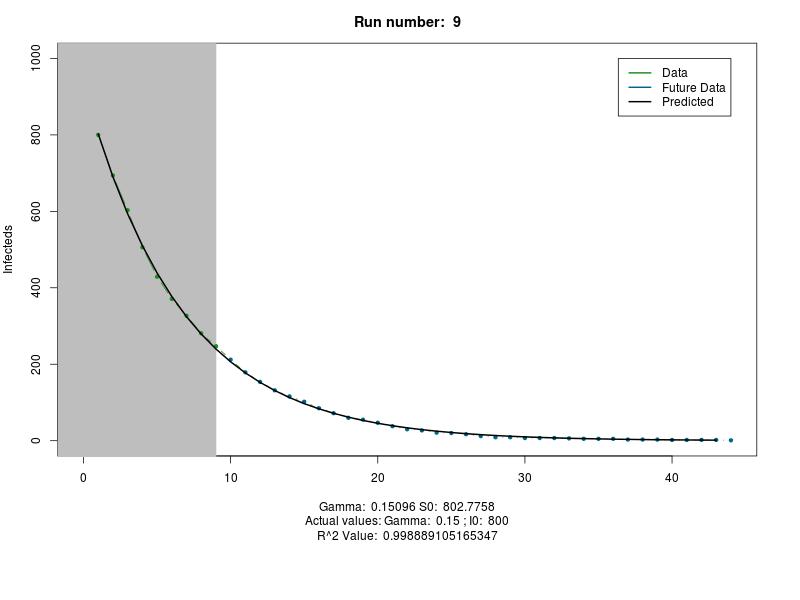 Run number:  9
Infecteds
1000
800
600
400
200
0
Data
Future Data
Predicted
0 10 20 30 40
Gamma:  0.15096 S0:  802.7758
Actual values: Gamma:  0.15 ; I0:  800
R^2 Value:  0.998889105165347